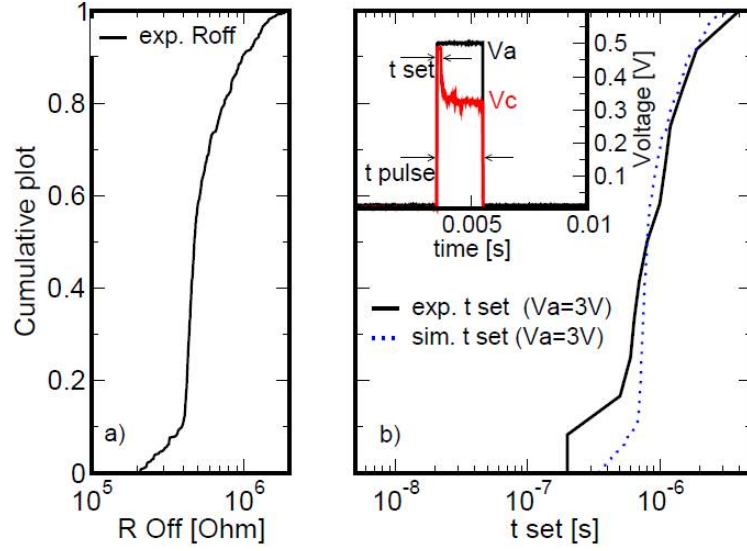 exp. Roff
Cumulative plot
1
0.8
0.6
0.4
0.2
0
a)
10^5
10^6
R Off [Ohm]
Va
t set
Vc
t pulse
0.5
0.4
0.3
0.2
0.1
Voltage [V]
0.005
0.01
time [s]
exp. t set (Va=3V)
sim. t set (Va=3V)
b)
10^-8
10^-7
10^-6
t set [s]